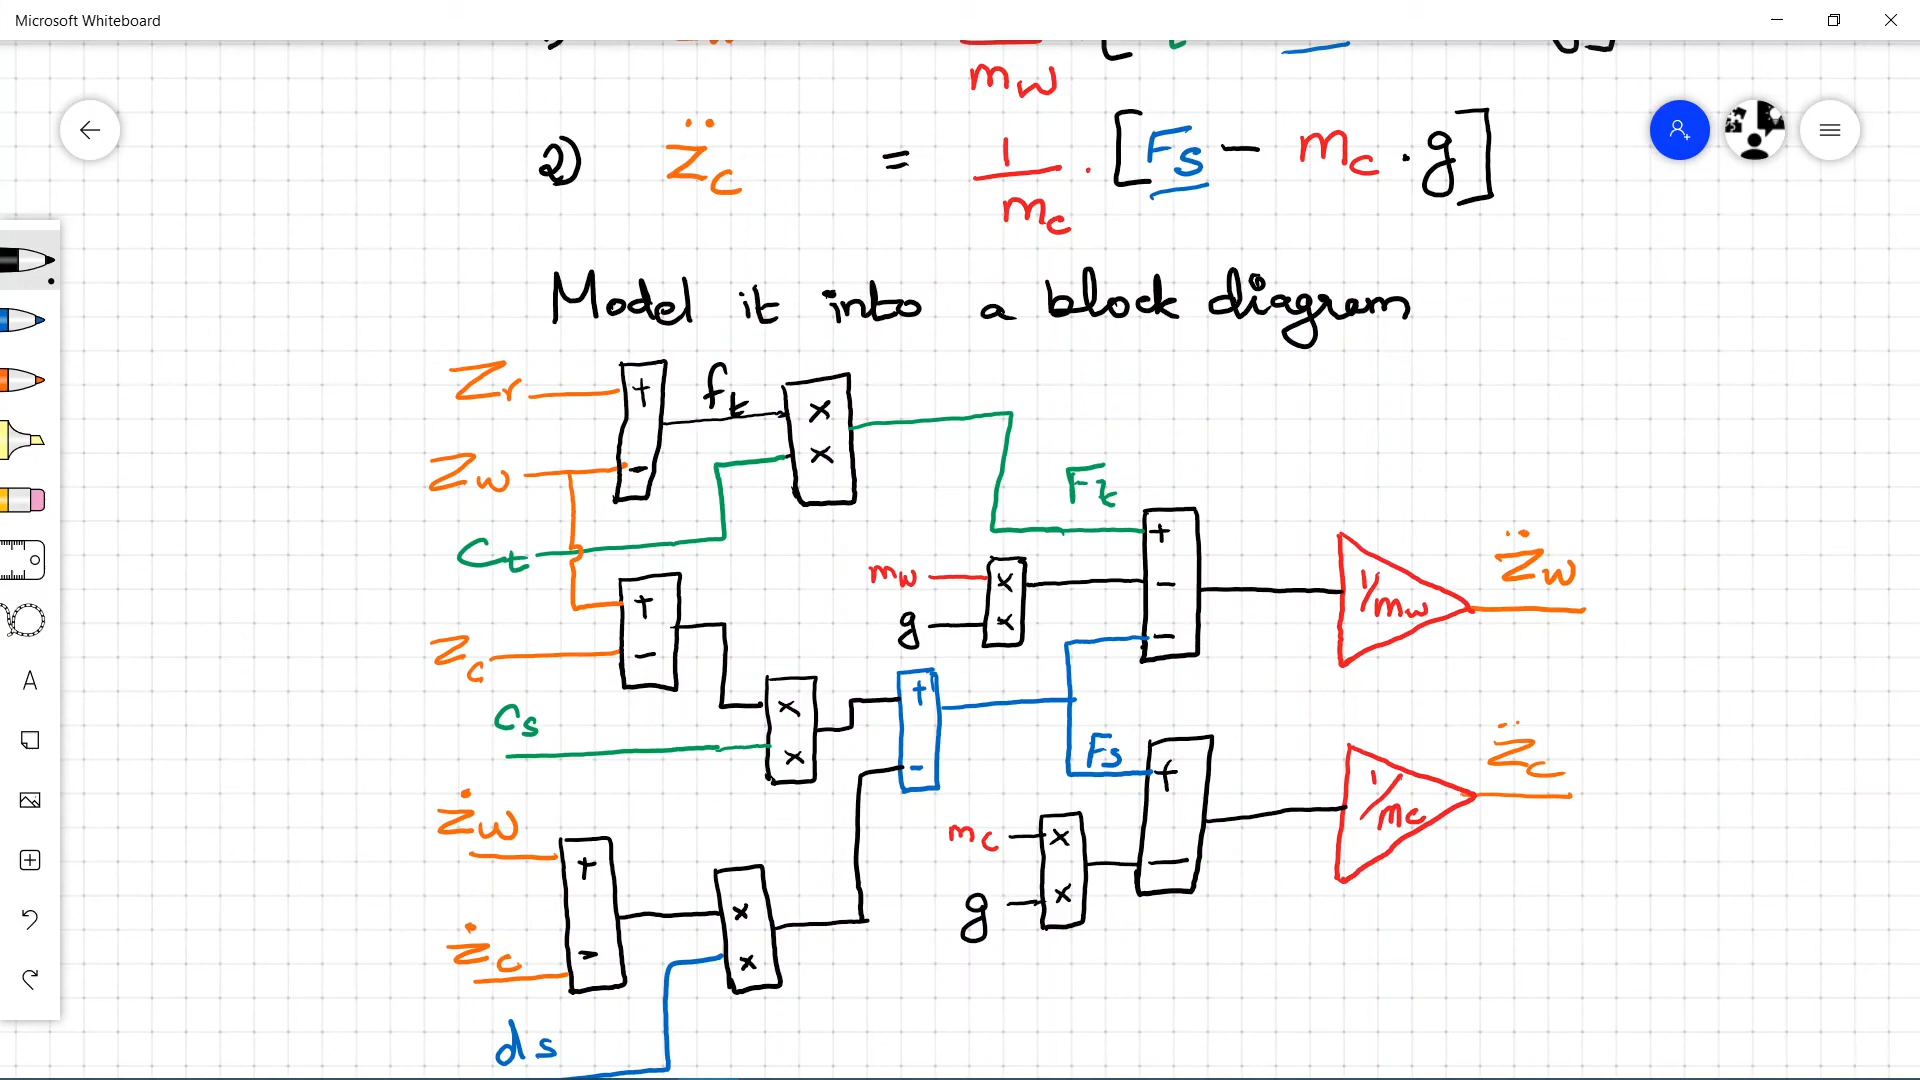 Microsoft Whiteboard
m_w
2) z̈_c = 1/m_c · [F_s − m_c · g]
Model it into a block diagram
Z_r + f_t × ×
Z_w −
F_t
C_t
+ − −
m_w × 1/m_w z̈_w
g ×
+ −
Z_c
C_s × × + −
F_s + −
1/m_c z̈_c
ż_w + −
m_c ×
g ×
ż_c × ×
d_s
A